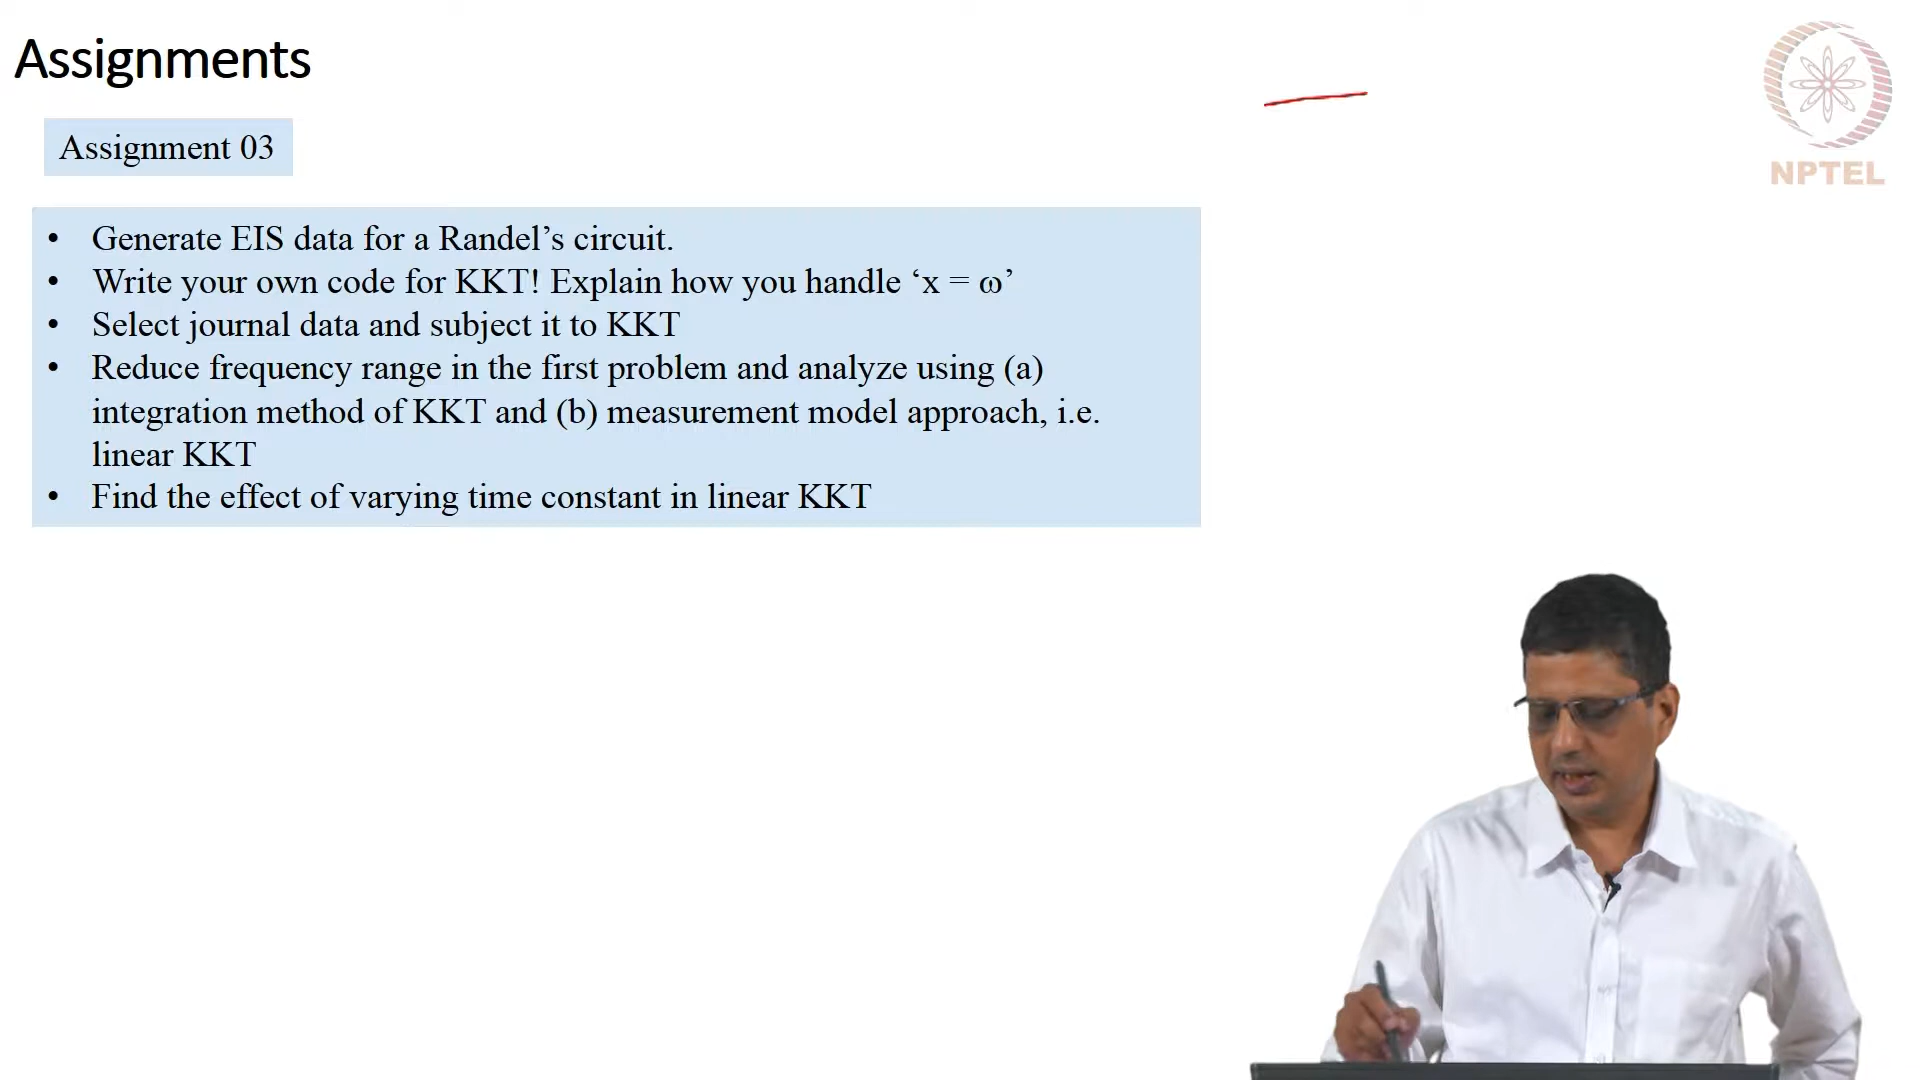 Assignments
NPTEL
Assignment 03
• Generate EIS data for a Randel’s circuit.
• Write your own code for KKT! Explain how you handle ‘x = ω’
• Select journal data and subject it to KKT
• Reduce frequency range in the first problem and analyze using (a)
integration method of KKT and (b) measurement model approach, i.e.
linear KKT
• Find the effect of varying time constant in linear KKT